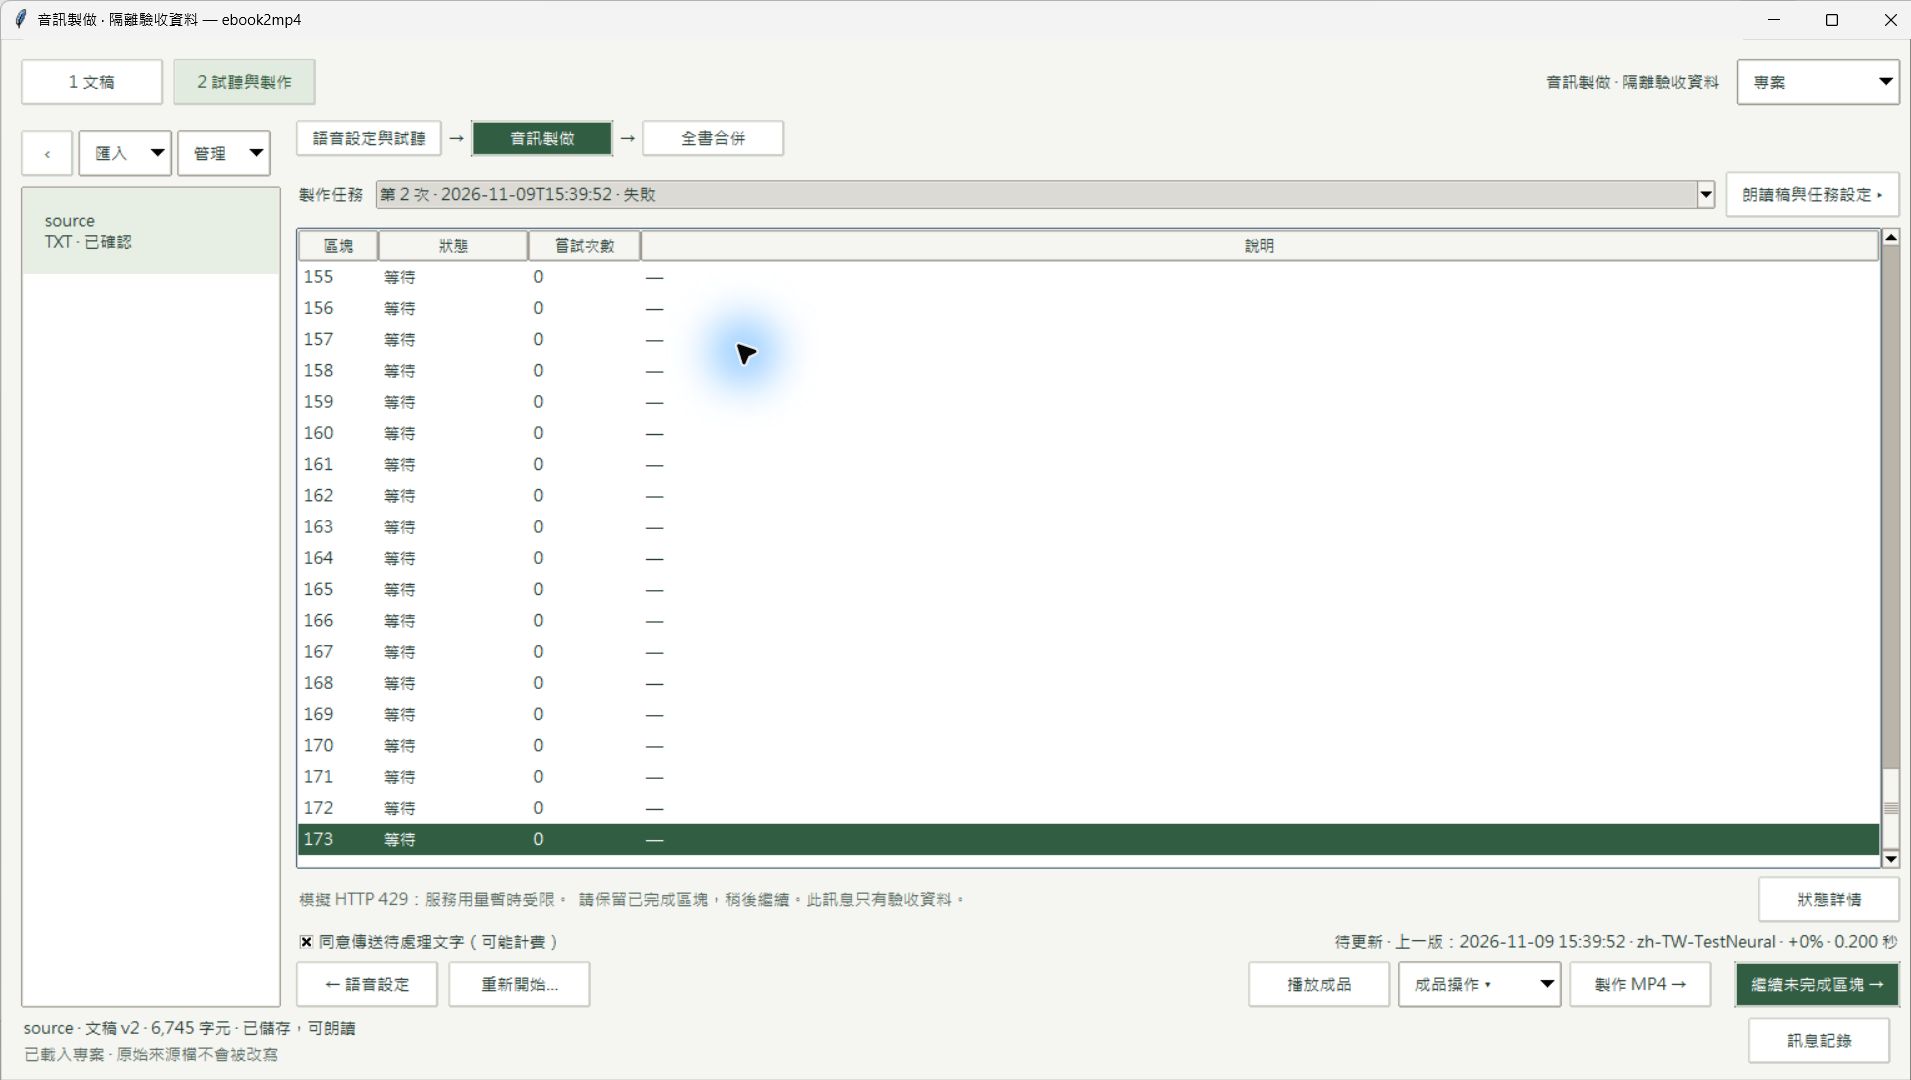 音訊製做 · 隔離驗收資料 — ebook2mp4
1 文稿
2 試聽與製作
音訊製做 · 隔離驗收資料
專案
‹
匯入
管理
語音設定與試聽 → 音訊製做 → 全書合併
source
TXT · 已確認
製作任務 第 2 次 · 2026-11-09T15:39:52 · 失敗
朗讀稿與任務設定 ▸
區塊 狀態 嘗試次數 說明
155 等待 0 —
156 等待 0 —
157 等待 0 —
158 等待 0 —
159 等待 0 —
160 等待 0 —
161 等待 0 —
162 等待 0 —
163 等待 0 —
164 等待 0 —
165 等待 0 —
166 等待 0 —
167 等待 0 —
168 等待 0 —
169 等待 0 —
170 等待 0 —
171 等待 0 —
172 等待 0 —
173 等待 0 —
模擬 HTTP 429：服務用量暫時受限。 請保留已完成區塊，稍後繼續。此訊息只有驗收資料。
狀態詳情
同意傳送待處理文字（可能計費）
待更新 · 上一版：2026-11-09 15:39:52 · zh-TW-TestNeural · +0% · 0.200 秒
← 語音設定
重新開始...
播放成品
成品操作 ▾
製作 MP4 →
繼續未完成區塊 →
source · 文稿 v2 · 6,745 字元 · 已儲存，可朗讀
已載入專案 · 原始來源檔不會被改寫
訊息記錄